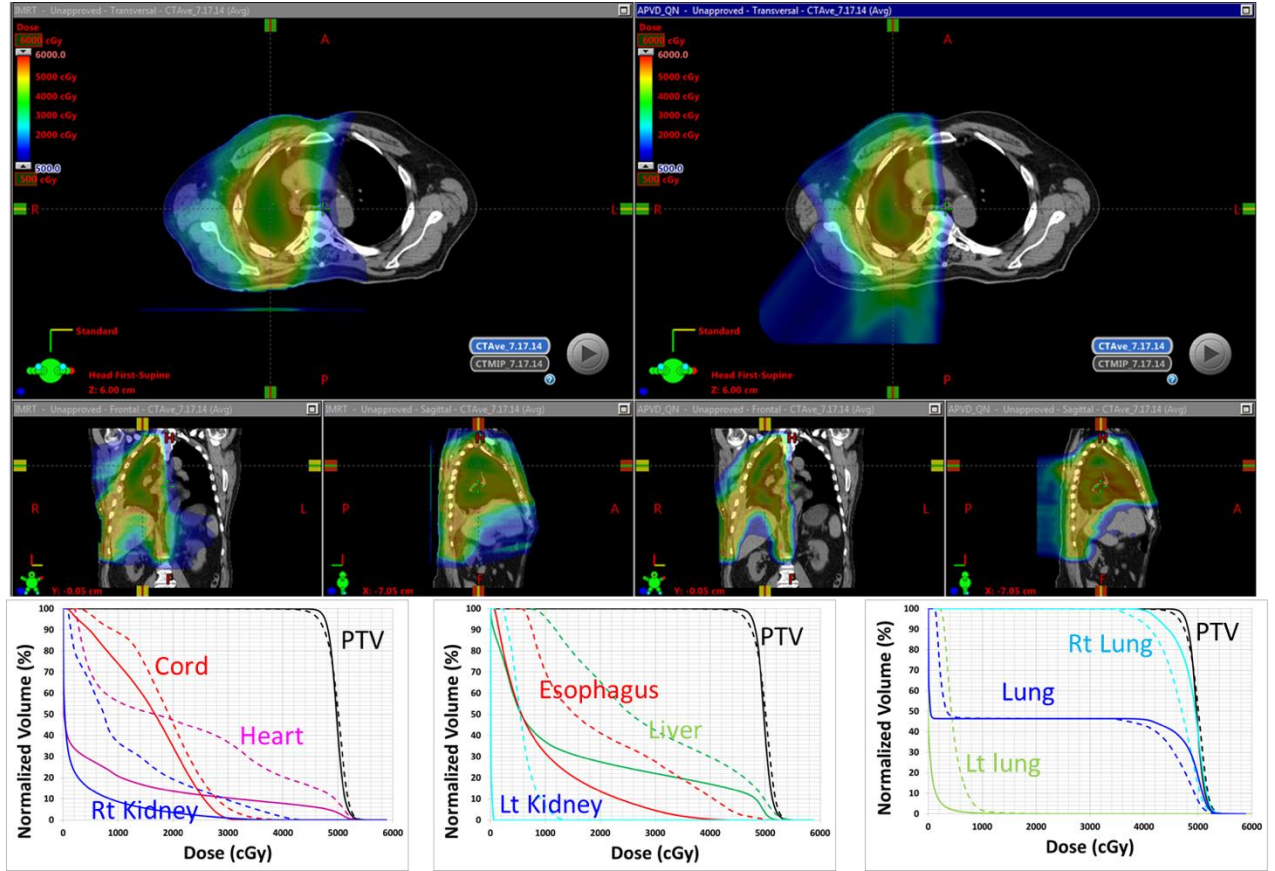 IMRT - Unapproved - Transversal - CTAve_7.17.14 (Avg)
Dose
6000 cGy
6000.0
5000 cGy
4000 cGy
3000 cGy
2000 cGy
500.0
500 cGy
A
R
P
Standard
Head First-Supine
Z: 6.00 cm
CTAve_7.17.14
CTMIP_7.17.14
?
APVD_QN - Unapproved - Transversal - CTAve_7.17.14 (Avg)
Dose
6000 cGy
6000.0
5000 cGy
4000 cGy
3000 cGy
2000 cGy
500.0
500 cGy
A
R
L
P
Standard
Head First-Supine
Z: 6.00 cm
CTAve_7.17.14
CTMIP_7.17.14
?
IMRT - Unapproved - Frontal - CTAve_7.17.14 (Avg)
H
R
L
F
Y: -0.05 cm
IMRT - Unapproved - Sagittal - CTAve_7.17.14 (Avg)
H
P
A
F
X: -7.05 cm
APVD_QN - Unapproved - Frontal - CTAve_7.17.14 (Avg)
H
R
L
F
Y: -0.05 cm
APVD_QN - Unapproved - Sagittal - CTAve_7.17.14 (Avg)
H
P
A
F
X: -7.05 cm
Normalized Volume (%)
100
90
80
70
60
50
40
30
20
10
0
PTV
Cord
Heart
Rt Kidney
0 1000 2000 3000 4000 5000 6000
Dose (cGy)
Normalized Volume (%)
100
90
80
70
60
50
40
30
20
10
0
PTV
Esophagus
Liver
Lt Kidney
0 1000 2000 3000 4000 5000 6000
Dose (cGy)
Normalized Volume (%)
100
90
80
70
60
50
40
30
20
10
0
PTV
Rt Lung
Lung
Lt lung
0 1000 2000 3000 4000 5000 6000
Dose (cGy)